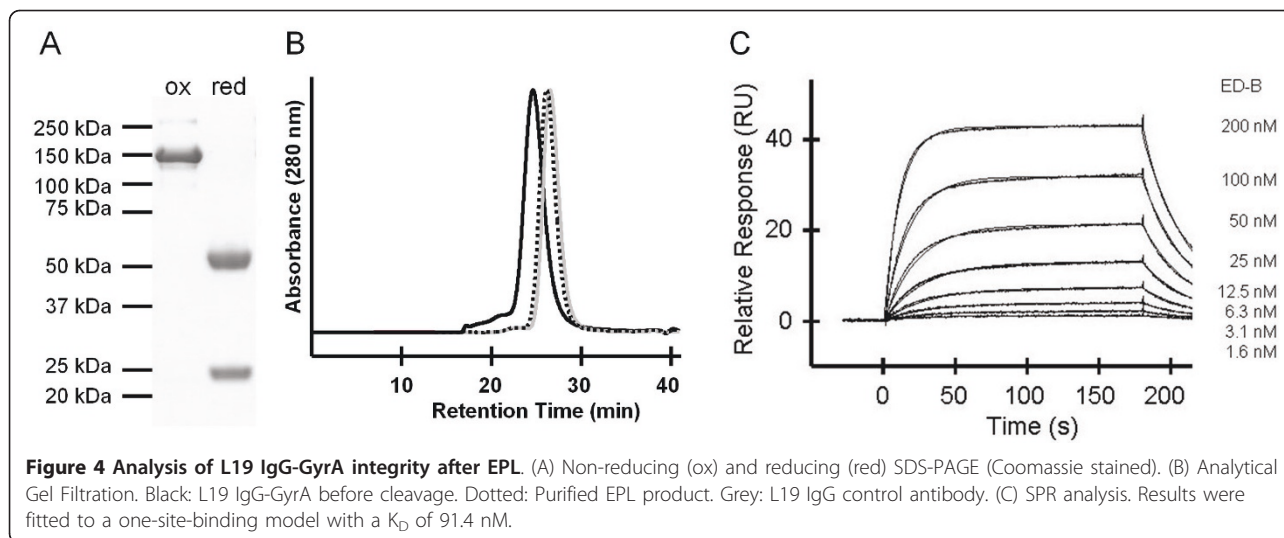 A
ox red
250 kDa
150 kDa
100 kDa
75 kDa
50 kDa
37 kDa
25 kDa
20 kDa
B
Absorbance (280 nm)
10 20 30 40
Retention Time (min)
C
Relative Response (RU)
40
20
0
0 50 100 150 200
Time (s)
ED-B
200 nM
100 nM
50 nM
25 nM
12.5 nM
6.3 nM
3.1 nM
1.6 nM
Figure 4 Analysis of L19 IgG-GyrA integrity after EPL. (A) Non-reducing (ox) and reducing (red) SDS-PAGE (Coomassie stained). (B) Analytical
Gel Filtration. Black: L19 IgG-GyrA before cleavage. Dotted: Purified EPL product. Grey: L19 IgG control antibody. (C) SPR analysis. Results were
fitted to a one-site-binding model with a KD of 91.4 nM.